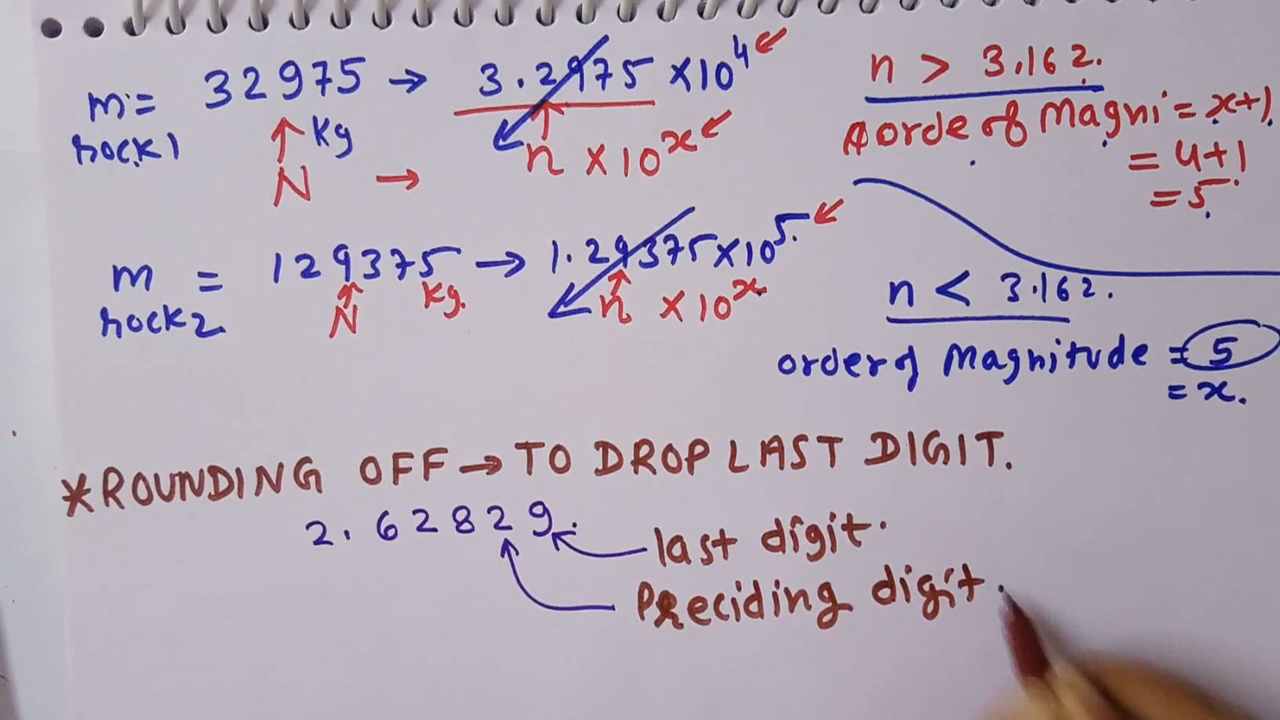 m = 32975 → 3.2975 ×10⁴
rock1 ↑ Kg
N → n × 10ˣ
n > 3.162.
orde of Magni = x+1
= 4+1
= 5
m = 129375 → 1.29375×10⁵
rock2 N kg. n × 10ˣ
n < 3.162.
order of Magnitude = 5
= x.
*ROUNDING OFF → TO DROP LAST DIGIT.
2.62829.
last digit.
Preciding digit.